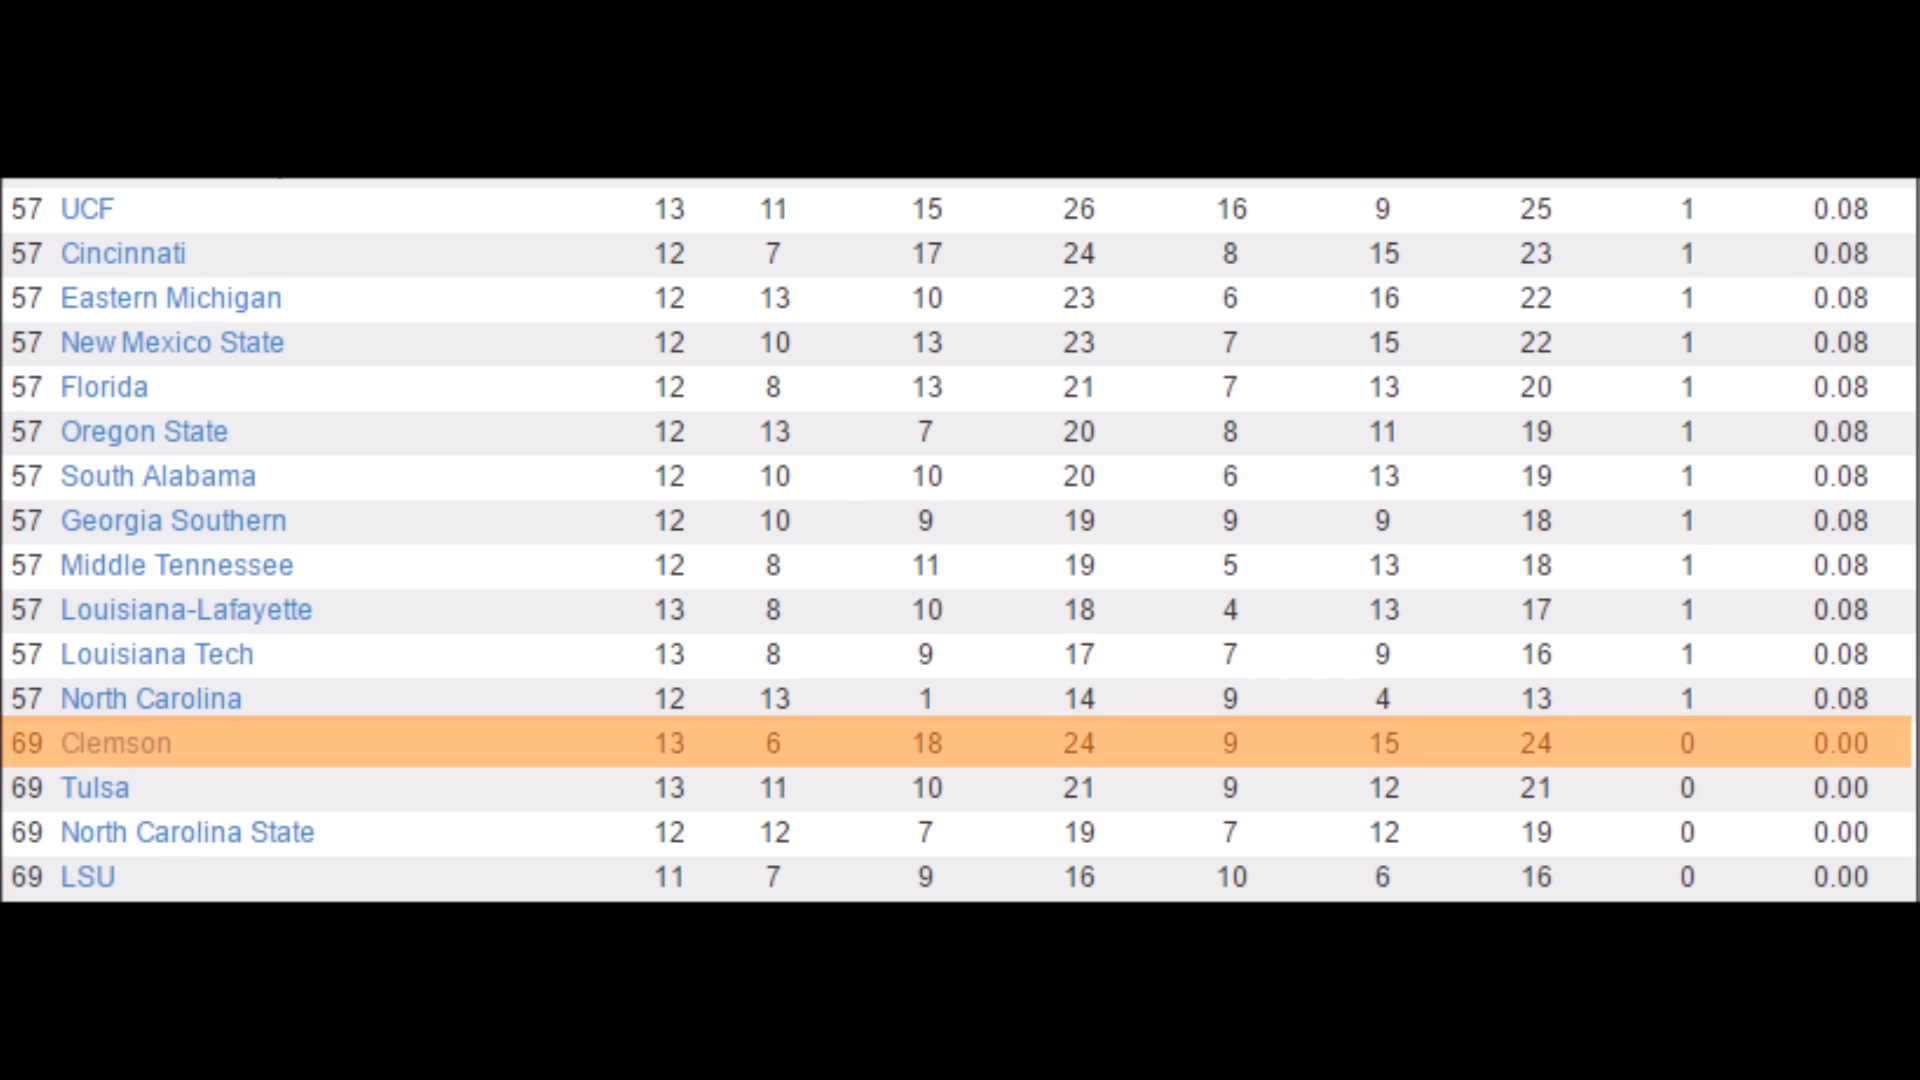 57 UCF 13 11 15 26 16 9 25 1 0.08
57 Cincinnati 12 7 17 24 8 15 23 1 0.08
57 Eastern Michigan 12 13 10 23 6 16 22 1 0.08
57 New Mexico State 12 10 13 23 7 15 22 1 0.08
57 Florida 12 8 13 21 7 13 20 1 0.08
57 Oregon State 12 13 7 20 8 11 19 1 0.08
57 South Alabama 12 10 10 20 6 13 19 1 0.08
57 Georgia Southern 12 10 9 19 9 9 18 1 0.08
57 Middle Tennessee 12 8 11 19 5 13 18 1 0.08
57 Louisiana-Lafayette 13 8 10 18 4 13 17 1 0.08
57 Louisiana Tech 13 8 9 17 7 9 16 1 0.08
57 North Carolina 12 13 1 14 9 4 13 1 0.08
69 Clemson 13 6 18 24 9 15 24 0 0.00
69 Tulsa 13 11 10 21 9 12 21 0 0.00
69 North Carolina State 12 12 7 19 7 12 19 0 0.00
69 LSU 11 7 9 16 10 6 16 0 0.00